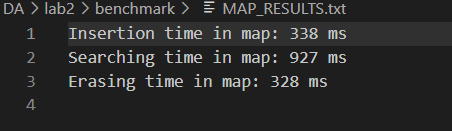 DA > lab2 > benchmark > MAP_RESULTS.txt
1 Insertion time in map: 338 ms
2 Searching time in map: 927 ms
3 Erasing time in map: 328 ms
4